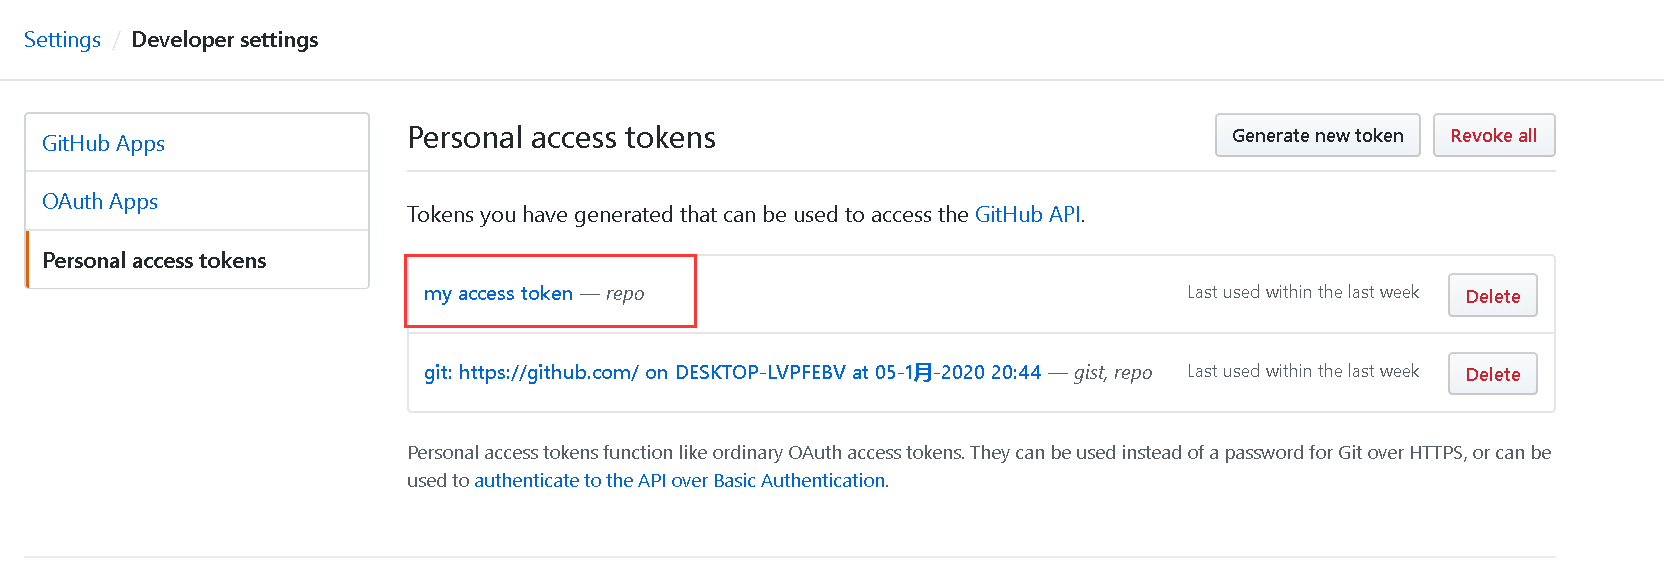 Settings / Developer settings
GitHub Apps
OAuth Apps
Personal access tokens
Personal access tokens
Generate new token
Revoke all
Tokens you have generated that can be used to access the GitHub API.
my access token — repo
Last used within the last week
Delete
git: https://github.com/ on DESKTOP-LVPFEBV at 05-1月-2020 20:44 — gist, repo
Last used within the last week
Delete
Personal access tokens function like ordinary OAuth access tokens. They can be used instead of a password for Git over HTTPS, or can be
used to authenticate to the API over Basic Authentication.